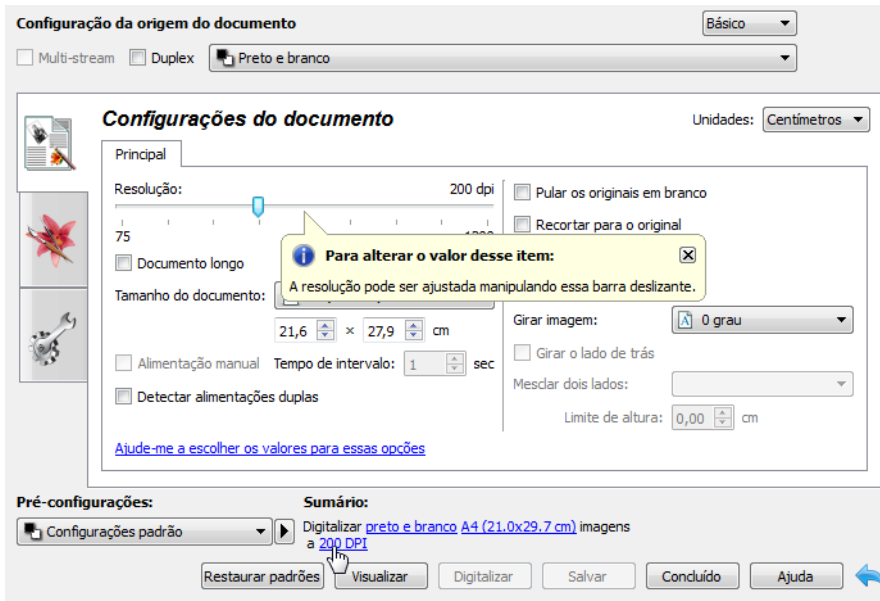 Configuração da origem do documento
Básico
Multi-stream Duplex Preto e branco
Configurações do documento
Unidades: Centímetros
Principal
Resolução: 200 dpi
75
Pular os originais em branco
Recortar para o original
Para alterar o valor desse item:
A resolução pode ser ajustada manipulando essa barra deslizante.
Documento longo
Tamanho do documento:
21,6 × 27,9 cm
Girar imagem: 0 grau
Alimentação manual Tempo de intervalo: 1 sec
Girar o lado de trás
Detectar alimentações duplas
Mesclar dois lados:
Limite de altura: 0,00 cm
Ajude-me a escolher os valores para essas opções
Pré-configurações:
Configurações padrão
Sumário:
Digitalizar preto e branco A4 (21.0x29.7 cm) imagens
a 200 DPI
Restaurar padrões Visualizar Digitalizar Salvar Concluído Ajuda